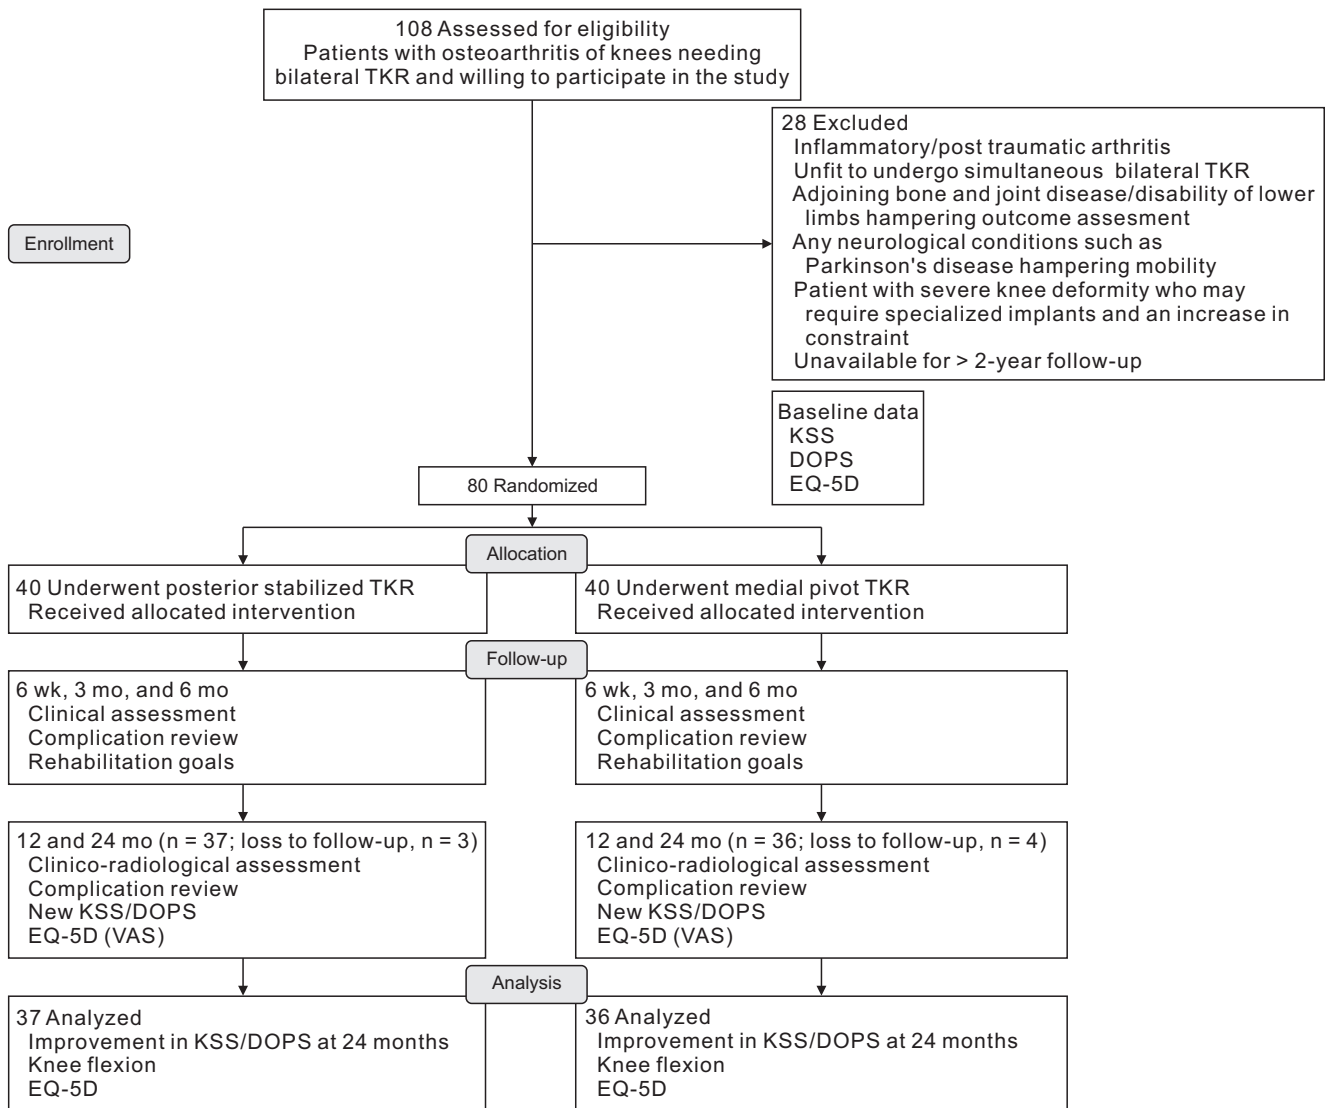 108 Assessed for eligibility
Patients with osteoarthritis of knees needing
bilateral TKR and willing to participate in the study
28 Excluded
Inflammatory/post traumatic arthritis
Unfit to undergo simultaneous bilateral TKR
Adjoining bone and joint disease/disability of lower
limbs hampering outcome assesment
Any neurological conditions such as
Parkinson's disease hampering mobility
Patient with severe knee deformity who may
require specialized implants and an increase in
constraint
Unavailable for > 2-year follow-up
Enrollment
Baseline data
KSS
DOPS
EQ-5D
80 Randomized
Allocation
40 Underwent posterior stabilized TKR
Received allocated intervention
40 Underwent medial pivot TKR
Received allocated intervention
Follow-up
6 wk, 3 mo, and 6 mo
Clinical assessment
Complication review
Rehabilitation goals
6 wk, 3 mo, and 6 mo
Clinical assessment
Complication review
Rehabilitation goals
12 and 24 mo (n = 37; loss to follow-up, n = 3)
Clinico-radiological assessment
Complication review
New KSS/DOPS
EQ-5D (VAS)
12 and 24 mo (n = 36; loss to follow-up, n = 4)
Clinico-radiological assessment
Complication review
New KSS/DOPS
EQ-5D (VAS)
Analysis
37 Analyzed
Improvement in KSS/DOPS at 24 months
Knee flexion
EQ-5D
36 Analyzed
Improvement in KSS/DOPS at 24 months
Knee flexion
EQ-5D